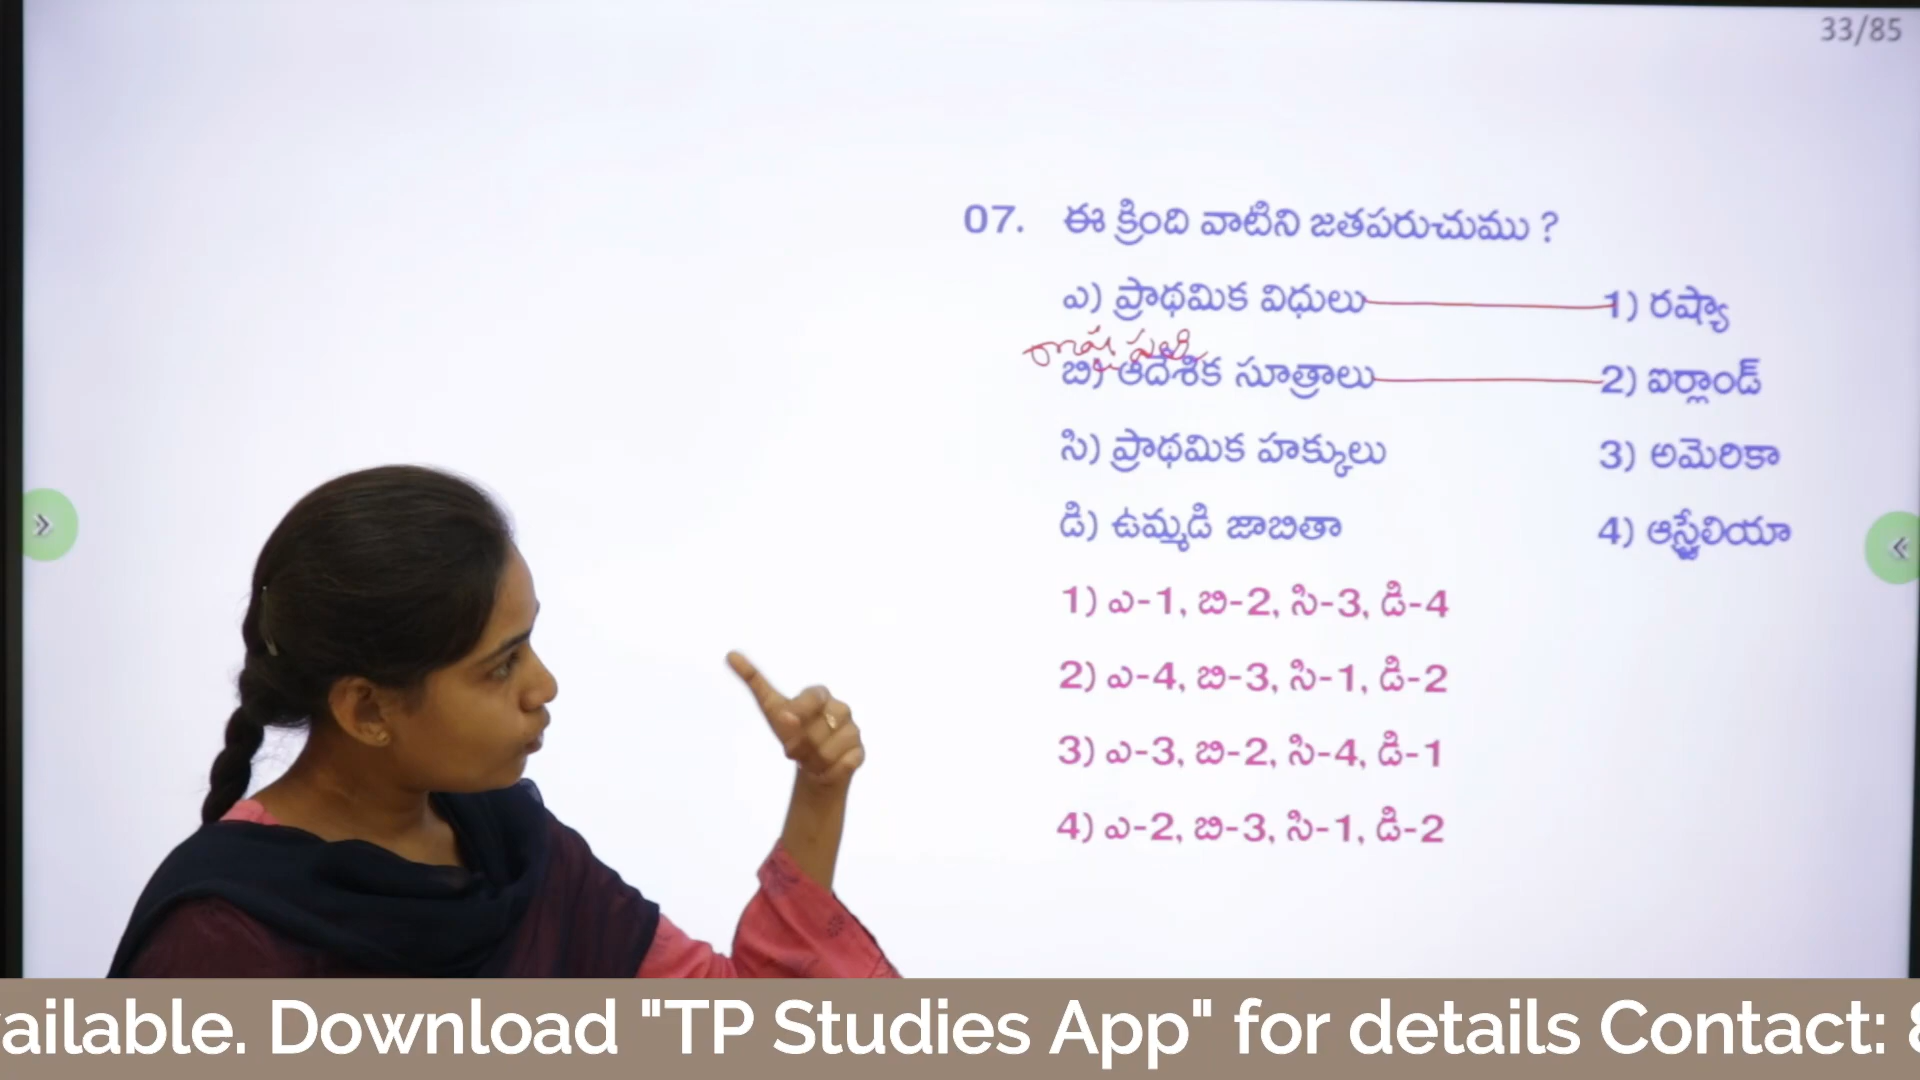 33/85
07. ఈ క్రింది వాటిని జతపరుచుము ?
ఎ) ప్రాథమిక విధులు 1) రష్యా
బి) ఆదేశిక సూత్రాలు 2) ఐర్లాండ్
సి) ప్రాథమిక హక్కులు 3) అమెరికా
డి) ఉమ్మడి జాబితా 4) ఆస్ట్రేలియా
1) ఎ-1, బి-2, సి-3, డి-4
2) ఎ-4, బి-3, సి-1, డి-2
3) ఎ-3, బి-2, సి-4, డి-1
4) ఎ-2, బి-3, సి-1, డి-2
ailable. Download "TP Studies App" for details Contact: